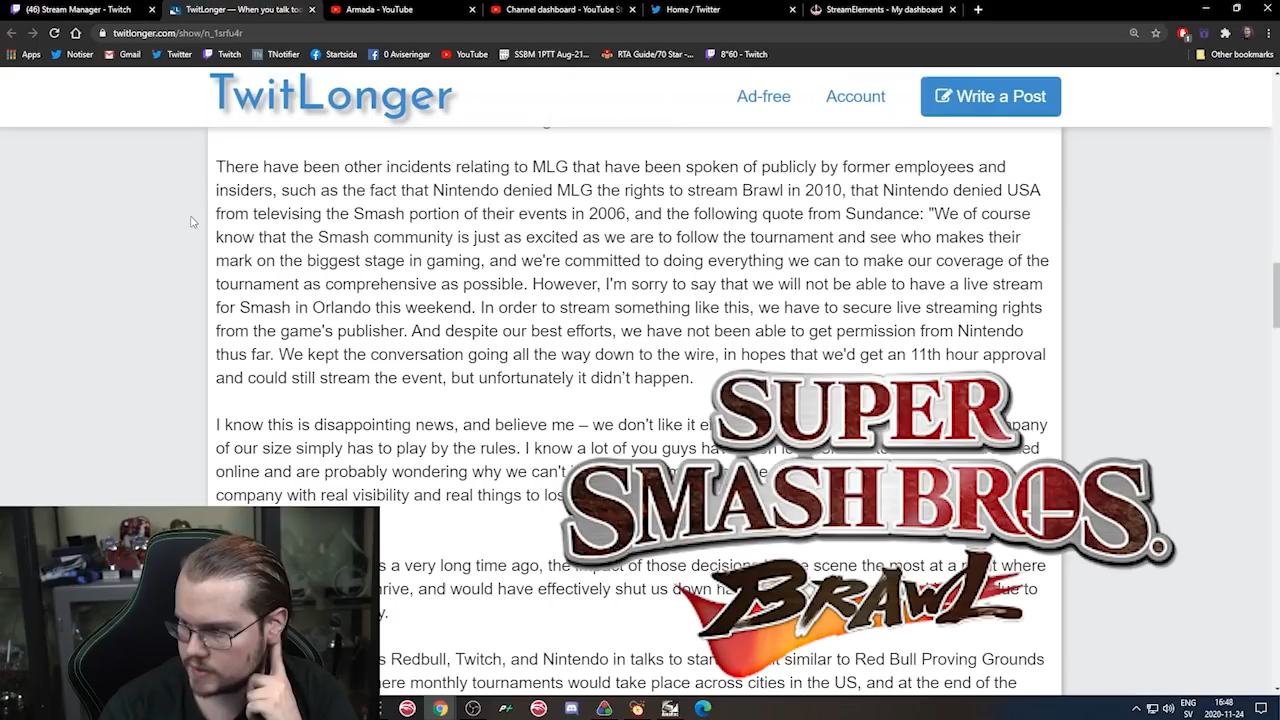 (46) Stream Manager - Twitch
TwitLonger — When you talk too
Armada - YouTube
Channel dashboard - YouTube S
Home / Twitter
StreamElements - My dashboard
twitlonger.com/show/n_1srfu4r
Apps Notiser Gmail Twitter Twitch TNotifier Startsida 0 Aviseringar YouTube SSBM 1PTT Aug-21... RTA Guide/70 Star -... 8"60 - Twitch Other bookmarks
TwitLonger
Ad-free Account Write a Post
There have been other incidents relating to MLG that have been spoken of publicly by former employees and
insiders, such as the fact that Nintendo denied MLG the rights to stream Brawl in 2010, that Nintendo denied USA
from televising the Smash portion of their events in 2006, and the following quote from Sundance: "We of course
know that the Smash community is just as excited as we are to follow the tournament and see who makes their
mark on the biggest stage in gaming, and we're committed to doing everything we can to make our coverage of the
tournament as comprehensive as possible. However, I'm sorry to say that we will not be able to have a live stream
for Smash in Orlando this weekend. In order to stream something like this, we have to secure live streaming rights
from the game's publisher. And despite our best efforts, we have not been able to get permission from Nintendo
thus far. We kept the conversation going all the way down to the wire, in hopes that we'd get an 11th hour approval
and could still stream the event, but unfortunately it didn't happen.
I know this is disappointing news, and believe me – we don't like it
of our size simply has to play by the rules. I know a lot of you guys
online and are probably wondering why we can't
company with real visibility and real things to
SUPER
SMASH BROS.
BRAWL
s a very long time ago, the of those decisions scene the most at a where
and would have effectively shut us down to
s Redbull, Twitch, and Nintendo in talks to similar to Red Bull Proving Grounds
monthly tournaments would take place across cities in the US, and at the end of the
ENG
SV
16:48
2020-11-24